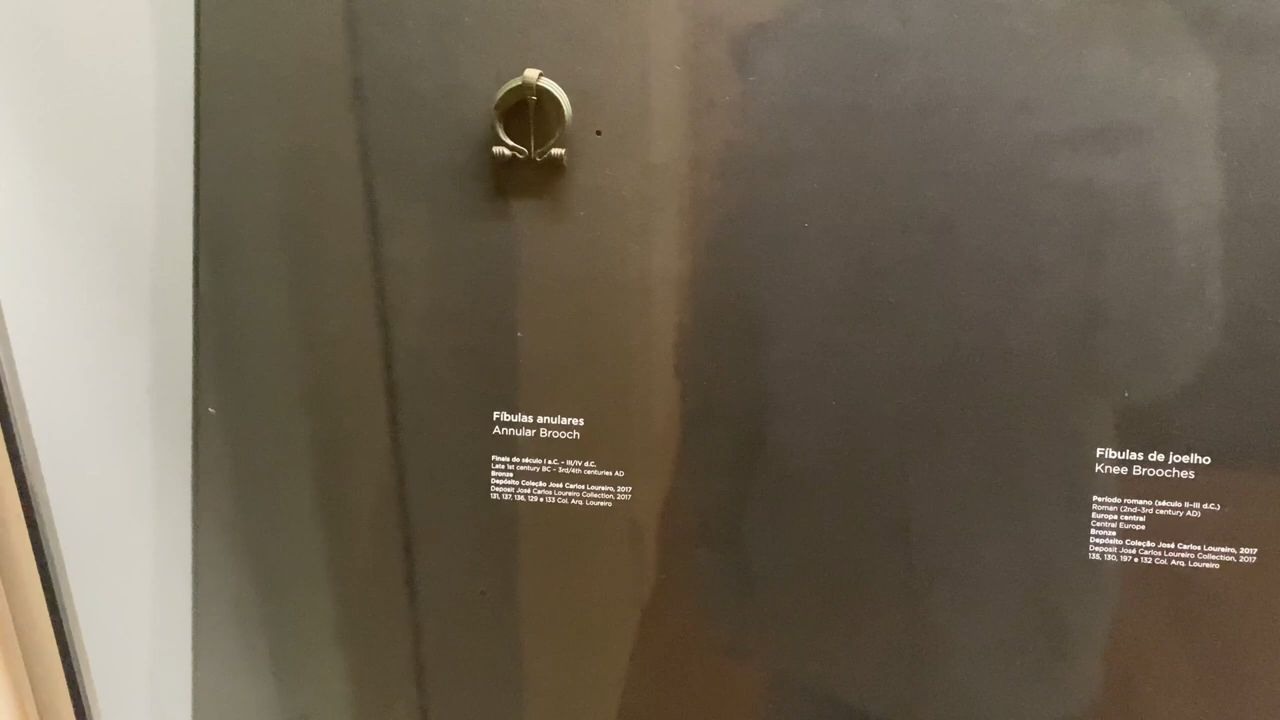 Fíbulas anulares
Annular Brooch
Finais do século I a.C. - III/IV d.C.
Late 1st century BC - 3rd/4th centuries AD
Bronze
Depósito Coleção José Carlos Loureiro, 2017
Deposit José Carlos Loureiro Collection, 2017
131, 137, 136, 129 e 133 Col. Arq. Loureiro
Fíbulas de joelho
Knee Brooches
Período romano (século II-III d.C.)
Roman (2nd-3rd century AD)
Europa central
Central Europe
Bronze
Depósito Coleção José Carlos Loureiro, 2017
Deposit José Carlos Loureiro Collection, 2017
135, 130, 197 e 132 Col. Arq. Loureiro